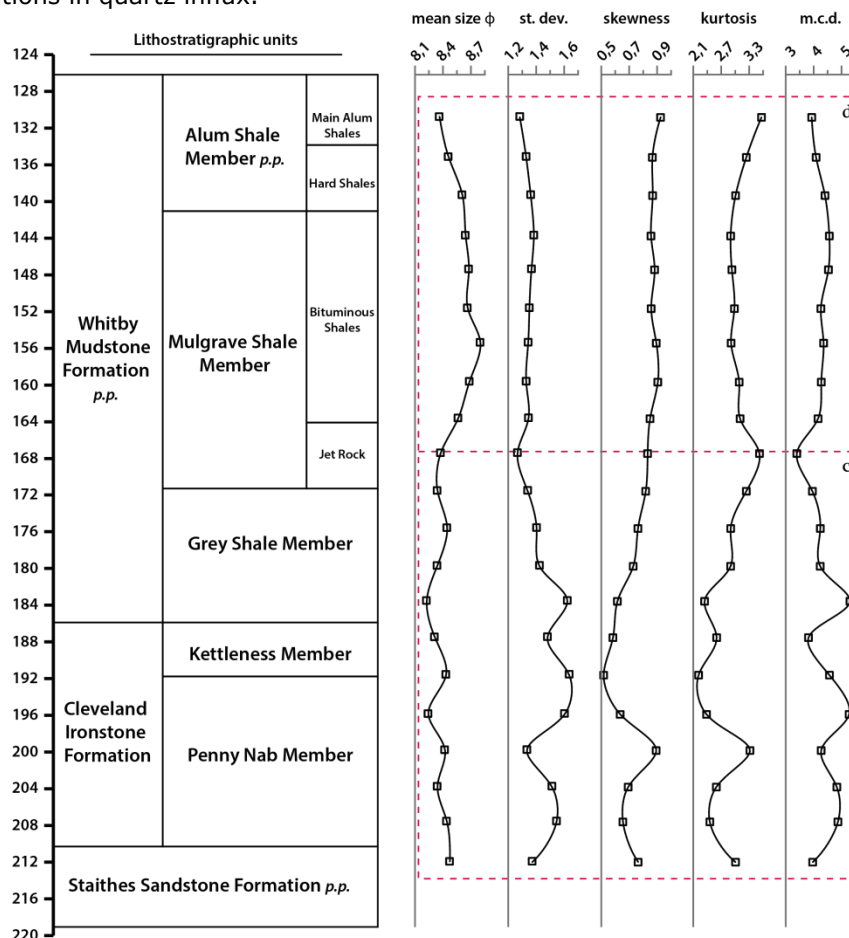 tions in quartz influx.
mean size ϕ st. dev. skewness kurtosis m.c.d.
8,1 8,4 8,7 1,2 1,4 1,6 0,5 0,7 0,9 2,1 2,7 3,3 3 4 5
Lithostratigraphic units
124
128
132
136
140
144
148
152
156
160
164
168
172
176
180
184
188
192
196
200
204
208
212
216
220
Whitby
Mudstone
Formation
p.p.
Cleveland
Ironstone
Formation
Alum Shale
Member p.p.
Main Alum
Shales
Hard Shales
Mulgrave Shale
Member
Bituminous
Shales
Jet Rock
Grey Shale Member
Kettleness Member
Penny Nab Member
Staithes Sandstone Formation p.p.
d
c